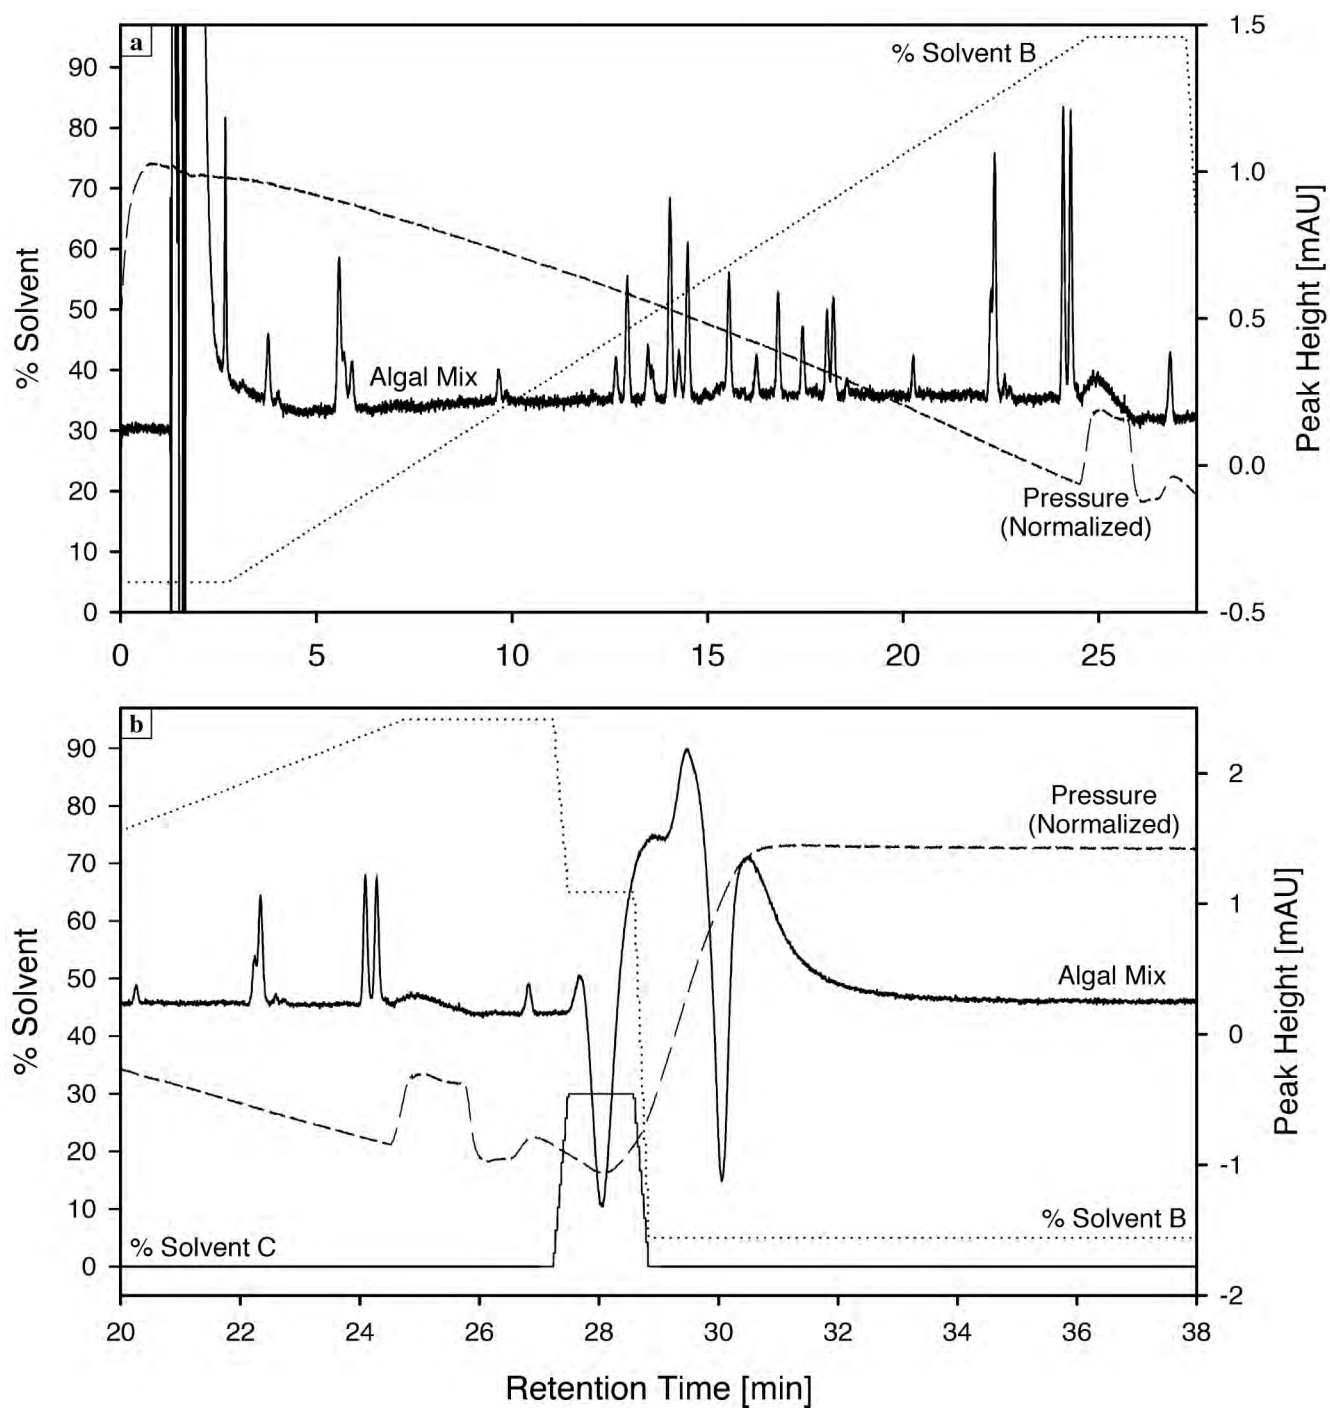 a
% Solvent B
Algal Mix
Pressure
(Normalized)
% Solvent
90
80
70
60
50
40
30
20
10
0
Peak Height [mAU]
1.5
1.0
0.5
0.0
-0.5
0 5 10 15 20 25
b
Pressure
(Normalized)
Algal Mix
% Solvent C
% Solvent B
% Solvent
90
80
70
60
50
40
30
20
10
0
Peak Height [mAU]
2
1
0
-1
-2
20 22 24 26 28 30 32 34 36 38
Retention Time [min]